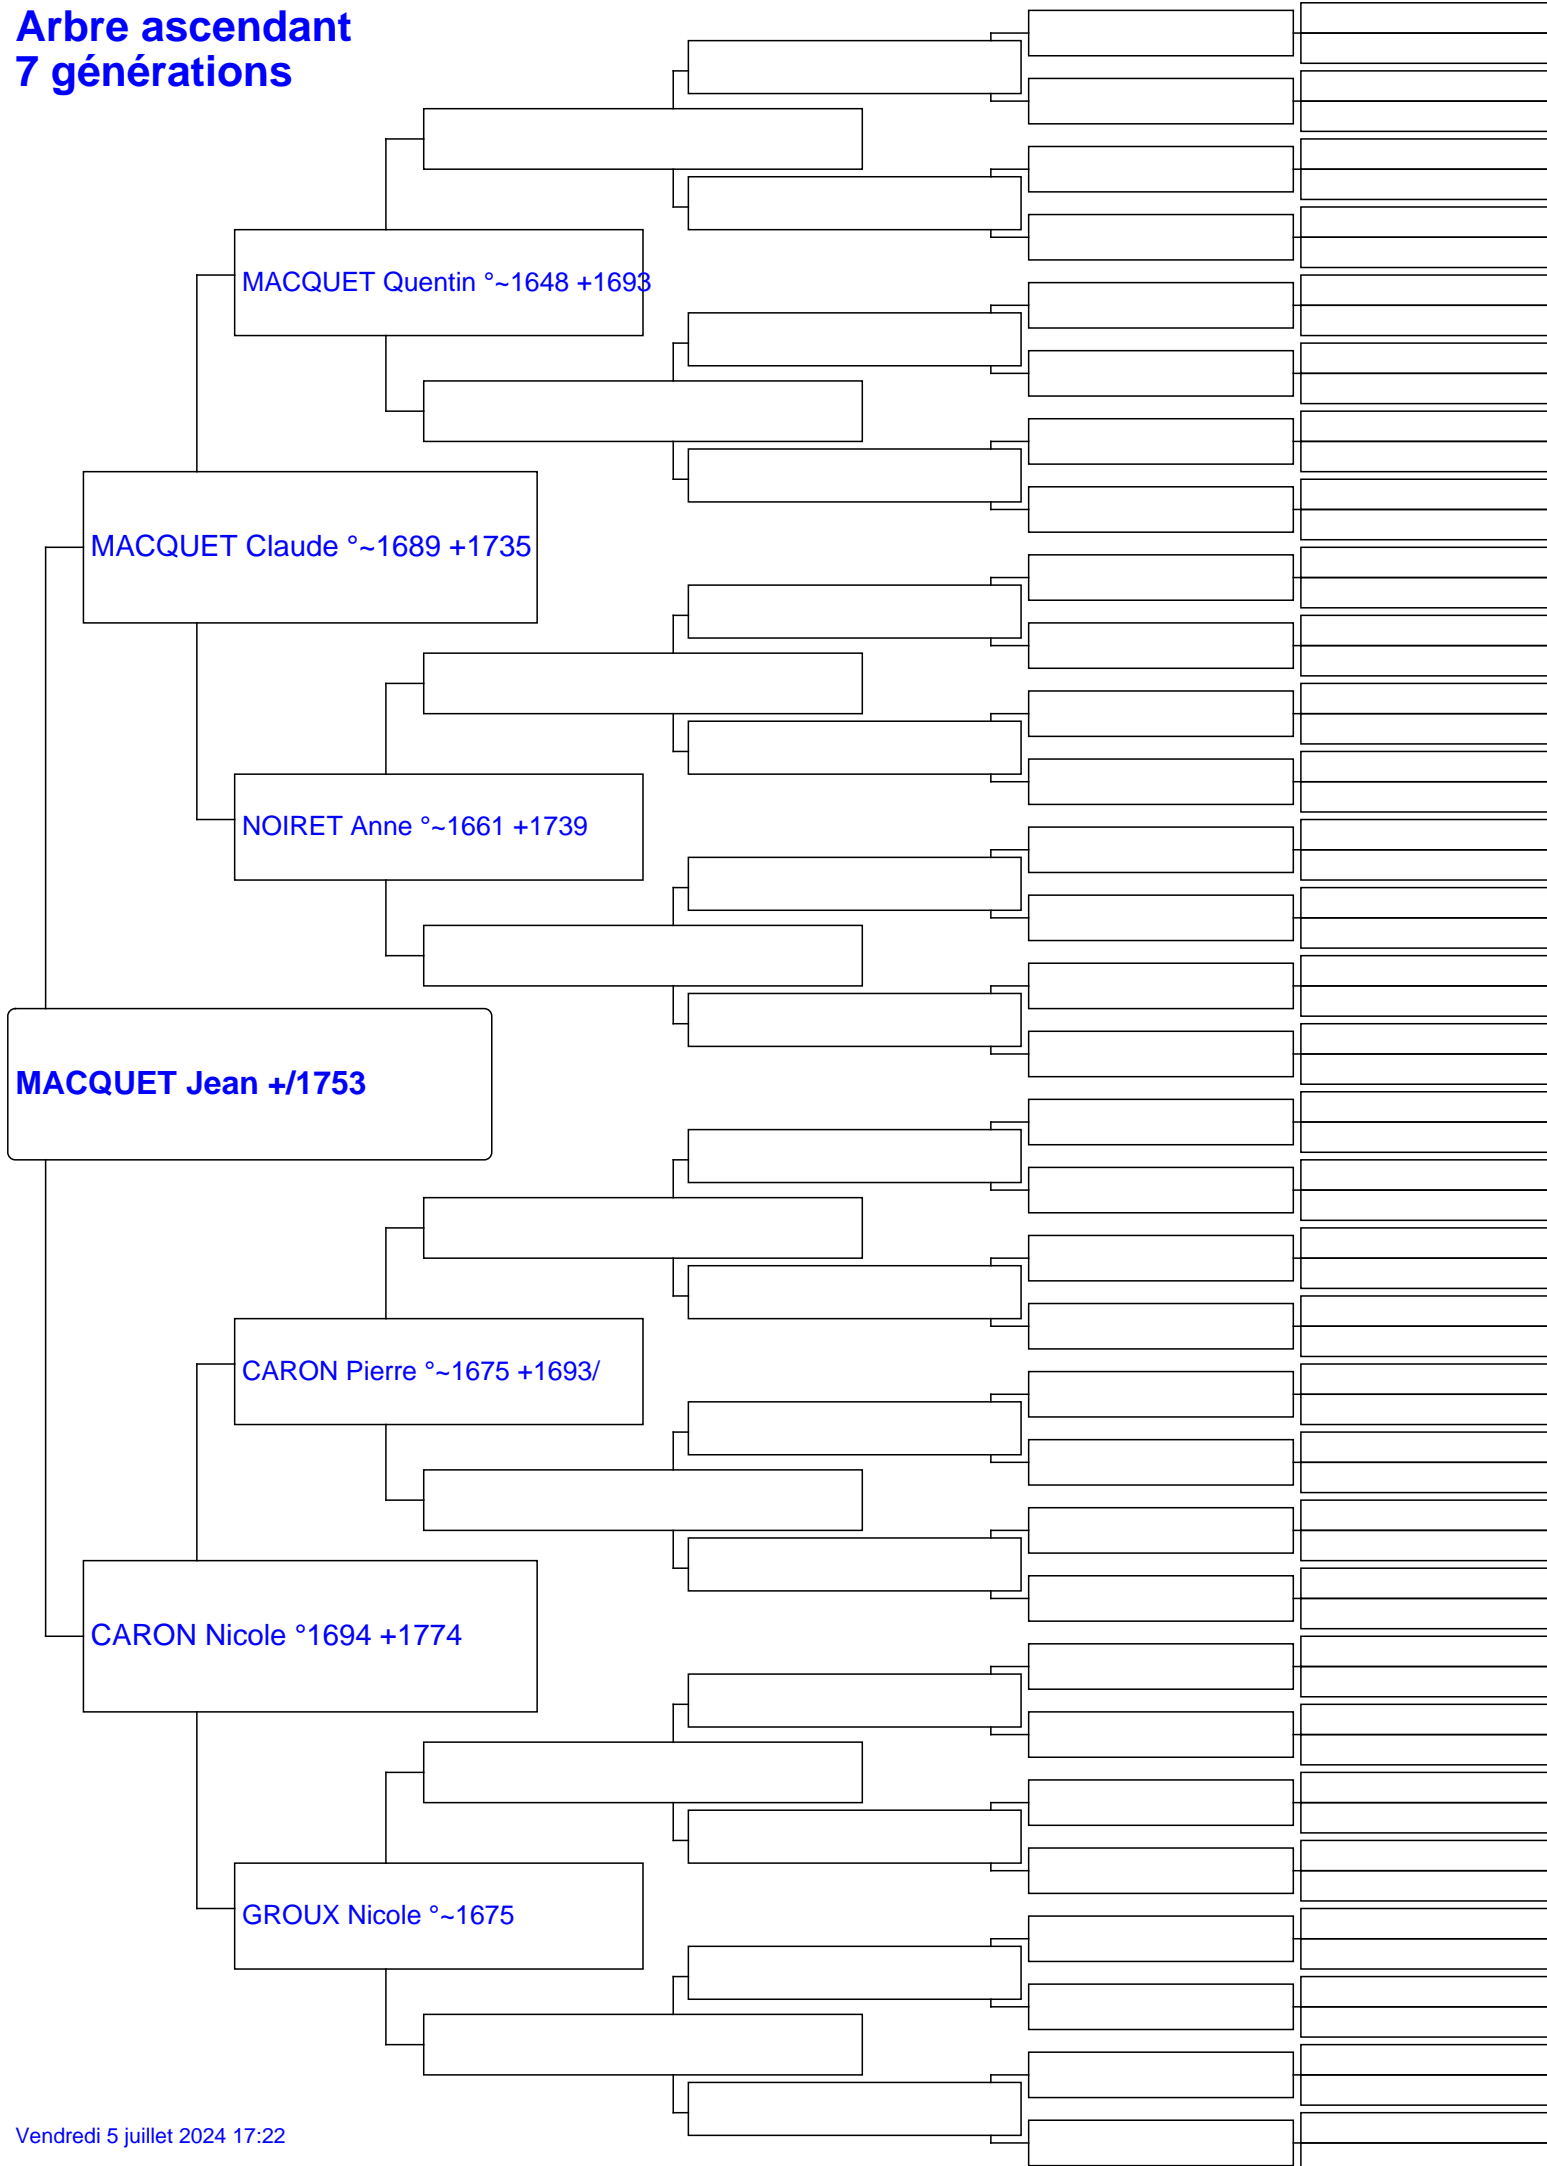 Arbre ascendant
7 générations
MACQUET Quentin °~1648 +1693
MACQUET Claude °~1689 +1735
NOIRET Anne °~1661 +1739
MACQUET Jean +/1753
CARON Pierre °~1675 +1693/
CARON Nicole °1694 +1774
GROUX Nicole °~1675
Vendredi 5 juillet 2024 17:22